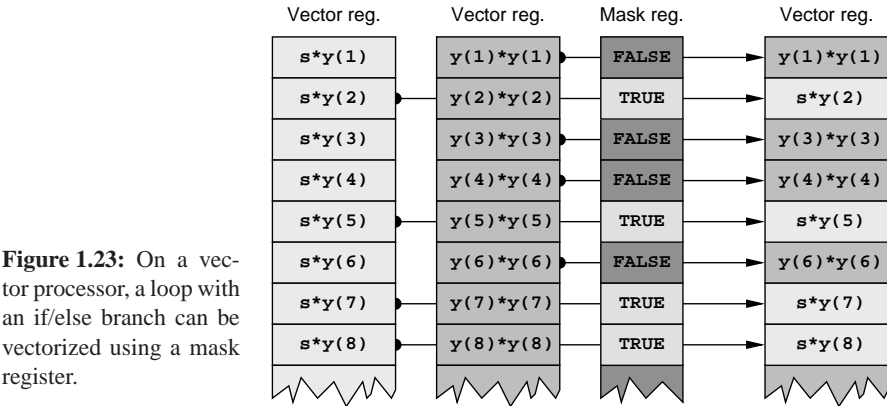 Vector reg. Vector reg. Mask reg. Vector reg.
s*y(1) y(1)*y(1) FALSE y(1)*y(1)
s*y(2) y(2)*y(2) TRUE s*y(2)
s*y(3) y(3)*y(3) FALSE y(3)*y(3)
s*y(4) y(4)*y(4) FALSE y(4)*y(4)
s*y(5) y(5)*y(5) TRUE s*y(5)
s*y(6) y(6)*y(6) FALSE y(6)*y(6)
s*y(7) y(7)*y(7) TRUE s*y(7)
s*y(8) y(8)*y(8) TRUE s*y(8)
Figure 1.23: On a vec-
tor processor, a loop with
an if/else branch can be
vectorized using a mask
register.